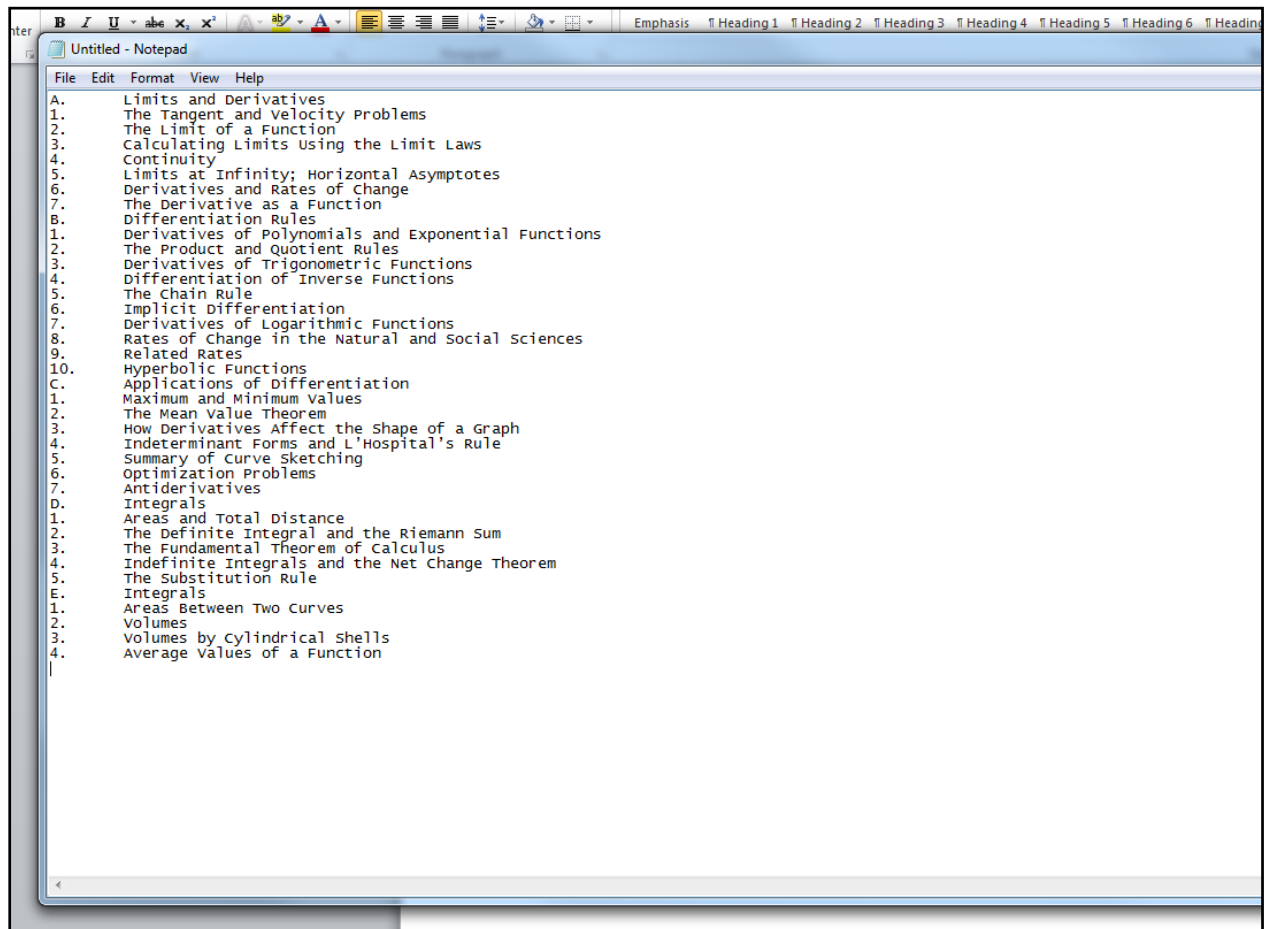 nter B I U abc X₂ X² A ab A Emphasis ¶ Heading 1 ¶ Heading 2 ¶ Heading 3 ¶ Heading 4 ¶ Heading 5 ¶ Heading 6 ¶ Heading
Untitled - Notepad
File Edit Format View Help
A. Limits and Derivatives
1. The Tangent and Velocity Problems
2. The Limit of a Function
3. Calculating Limits Using the Limit Laws
4. Continuity
5. Limits at Infinity; Horizontal Asymptotes
6. Derivatives and Rates of Change
7. The Derivative as a Function
B. Differentiation Rules
1. Derivatives of Polynomials and Exponential Functions
2. The Product and Quotient Rules
3. Derivatives of Trigonometric Functions
4. Differentiation of Inverse Functions
5. The Chain Rule
6. Implicit Differentiation
7. Derivatives of Logarithmic Functions
8. Rates of Change in the Natural and Social Sciences
9. Related Rates
10. Hyperbolic Functions
C. Applications of Differentiation
1. Maximum and Minimum Values
2. The Mean Value Theorem
3. How Derivatives Affect the Shape of a Graph
4. Indeterminant Forms and L’Hospital’s Rule
5. Summary of Curve Sketching
6. Optimization Problems
7. Antiderivatives
D. Integrals
1. Areas and Total Distance
2. The Definite Integral and the Riemann Sum
3. The Fundamental Theorem of Calculus
4. Indefinite Integrals and the Net Change Theorem
5. The Substitution Rule
E. Integrals
1. Areas Between Two Curves
2. Volumes
3. Volumes by Cylindrical Shells
4. Average Values of a Function